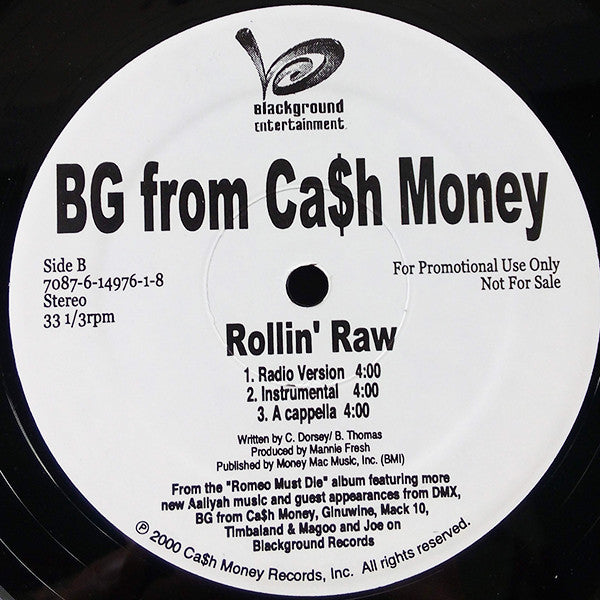 Blackground
Entertainment.
BG from Ca$h Money
Side B
7087-6-14976-1-8
Stereo
33 1/3rpm
For Promotional Use Only
Not For Sale
Rollin' Raw
1. Radio Version 4:00
2. Instrumental 4:00
3. A cappella 4:00
Written by C. Dorsey/ B. Thomas
Produced by Mannie Fresh
Published by Money Mac Music, Inc. (BMI)
From the "Romeo Must Die" album featuring more
new Aaliyah music and guest appearances from DMX,
BG from Ca$h Money, Ginuwine, Mack 10,
Timbaland & Magoo and Joe on
Blackground Records
℗ 2000 Ca$h Money Records, Inc. All rights reserved.